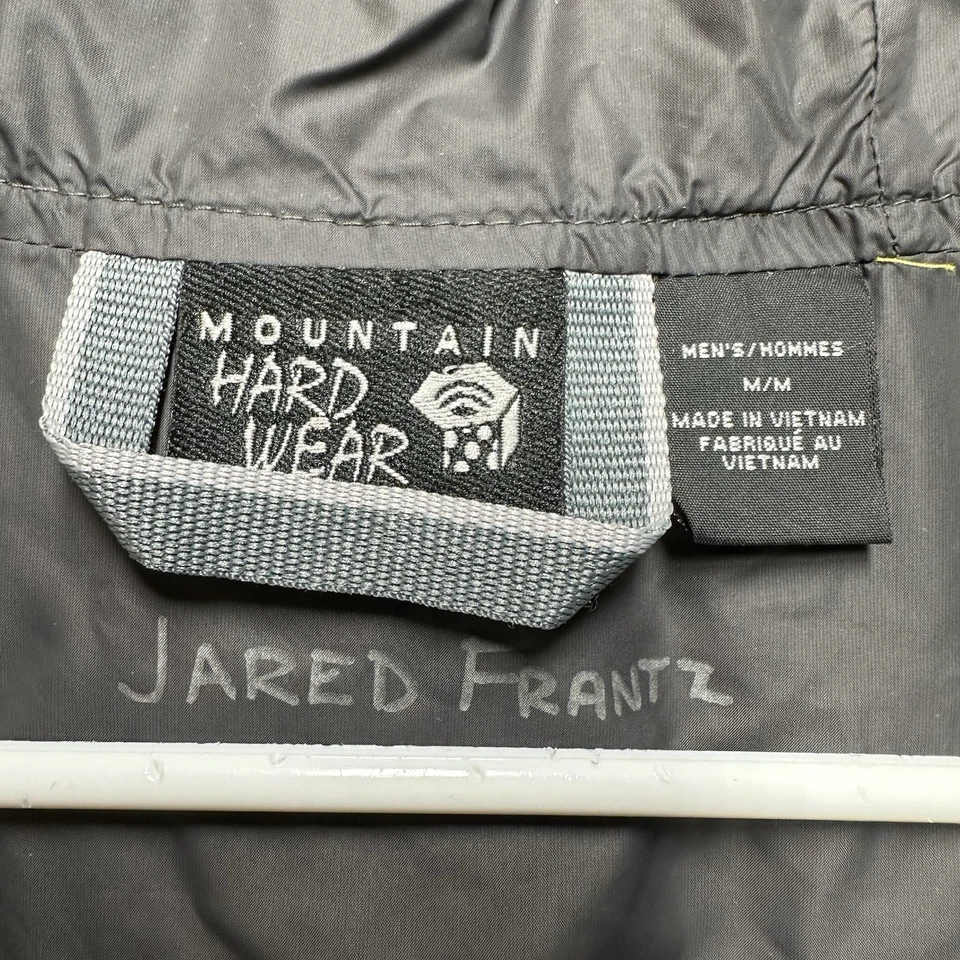 MOUNTAIN
HARD
WEAR
MEN'S/HOMMES
M/M
MADE IN VIETNAM
FABRIQUÉ AU
VIETNAM
JARED FRANTZ